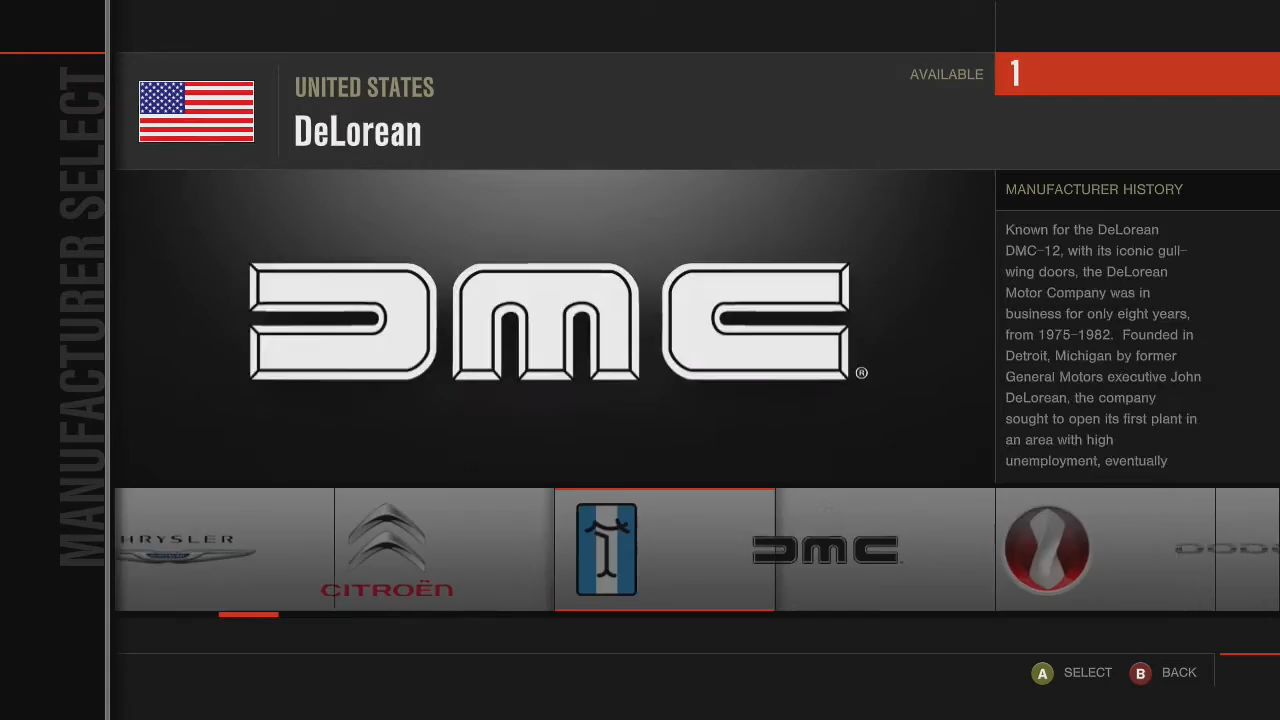 MANUFACTURER SELECT
UNITED STATES
DeLorean
AVAILABLE
1
DMC
®
MANUFACTURER HISTORY
Known for the DeLorean
DMC-12, with its iconic gull-
wing doors, the DeLorean
Motor Company was in
business for only eight years,
from 1975-1982. Founded in
Detroit, Michigan by former
General Motors executive John
DeLorean, the company
sought to open its first plant in
an area with high
unemployment, eventually
HRYSLER
CITROËN
DMC
DOD
A SELECT
B BACK